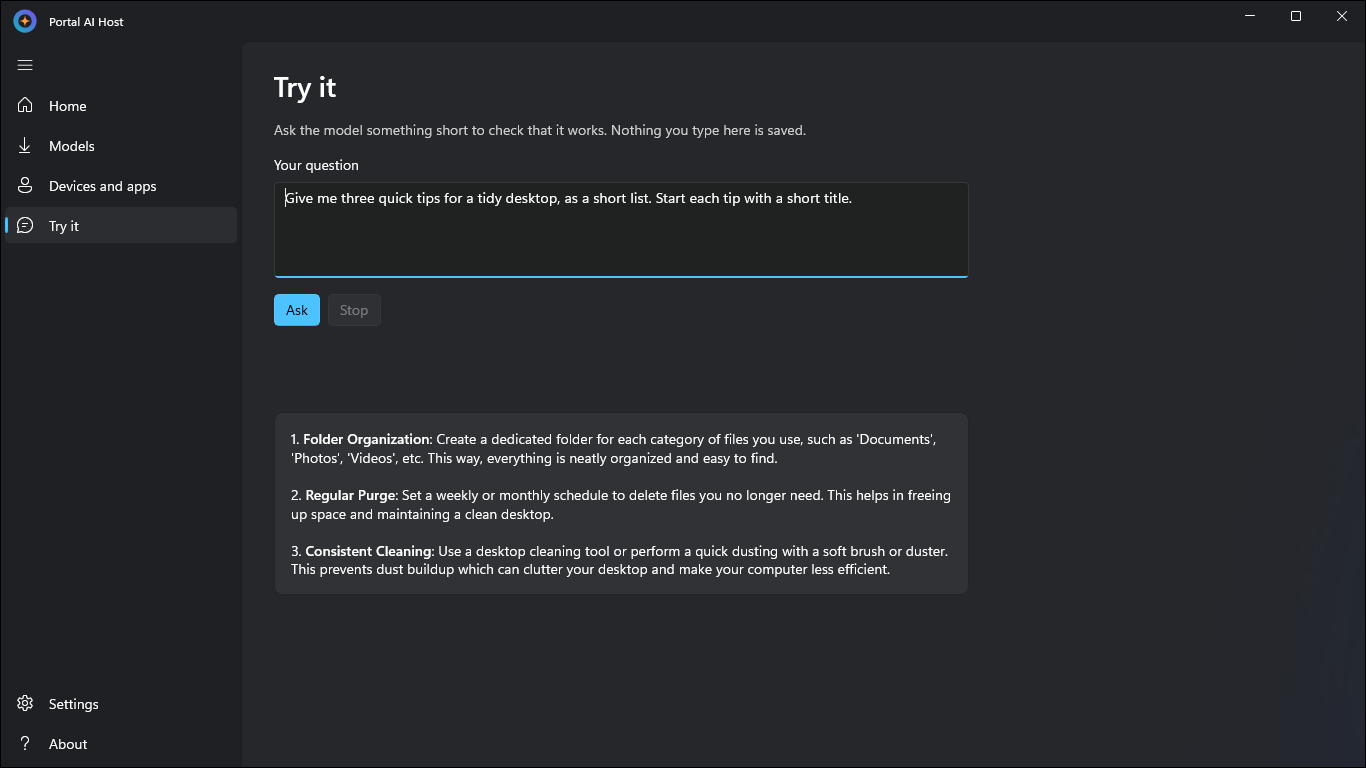 Portal AI Host
Home
Models
Devices and apps
Try it
Settings
About
Try it
Ask the model something short to check that it works. Nothing you type here is saved.
Your question
Give me three quick tips for a tidy desktop, as a short list. Start each tip with a short title.
Ask
Stop
1. Folder Organization: Create a dedicated folder for each category of files you use, such as 'Documents',
'Photos', 'Videos', etc. This way, everything is neatly organized and easy to find.
2. Regular Purge: Set a weekly or monthly schedule to delete files you no longer need. This helps in freeing
up space and maintaining a clean desktop.
3. Consistent Cleaning: Use a desktop cleaning tool or perform a quick dusting with a soft brush or duster.
This prevents dust buildup which can clutter your desktop and make your computer less efficient.